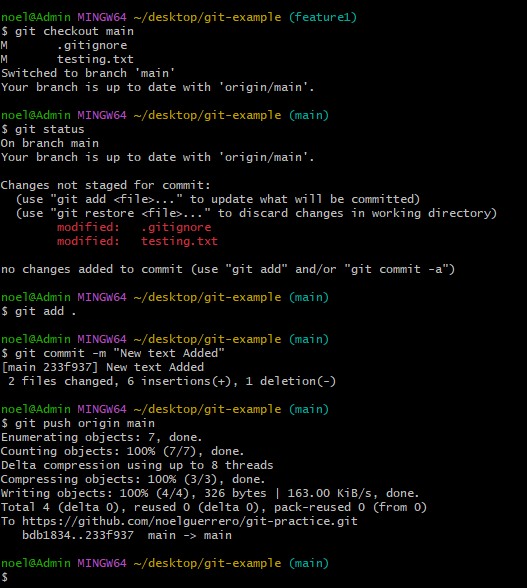 noel@Admin MINGW64 ~/desktop/git-example (feature1)
$ git checkout main
M       .gitignore
M       testing.txt
Switched to branch 'main'
Your branch is up to date with 'origin/main'.

noel@Admin MINGW64 ~/desktop/git-example (main)
$ git status
On branch main
Your branch is up to date with 'origin/main'.

Changes not staged for commit:
  (use "git add <file>..." to update what will be committed)
  (use "git restore <file>..." to discard changes in working directory)
        modified:   .gitignore
        modified:   testing.txt

no changes added to commit (use "git add" and/or "git commit -a")

noel@Admin MINGW64 ~/desktop/git-example (main)
$ git add .

noel@Admin MINGW64 ~/desktop/git-example (main)
$ git commit -m "New text Added"
[main 233f937] New text Added
 2 files changed, 6 insertions(+), 1 deletion(-)

noel@Admin MINGW64 ~/desktop/git-example (main)
$ git push origin main
Enumerating objects: 7, done.
Counting objects: 100% (7/7), done.
Delta compression using up to 8 threads
Compressing objects: 100% (3/3), done.
Writing objects: 100% (4/4), 326 bytes | 163.00 KiB/s, done.
Total 4 (delta 0), reused 0 (delta 0), pack-reused 0 (from 0)
To https://github.com/noelguerrero/git-practice.git
   bdb1834..233f937  main -> main

noel@Admin MINGW64 ~/desktop/git-example (main)
$